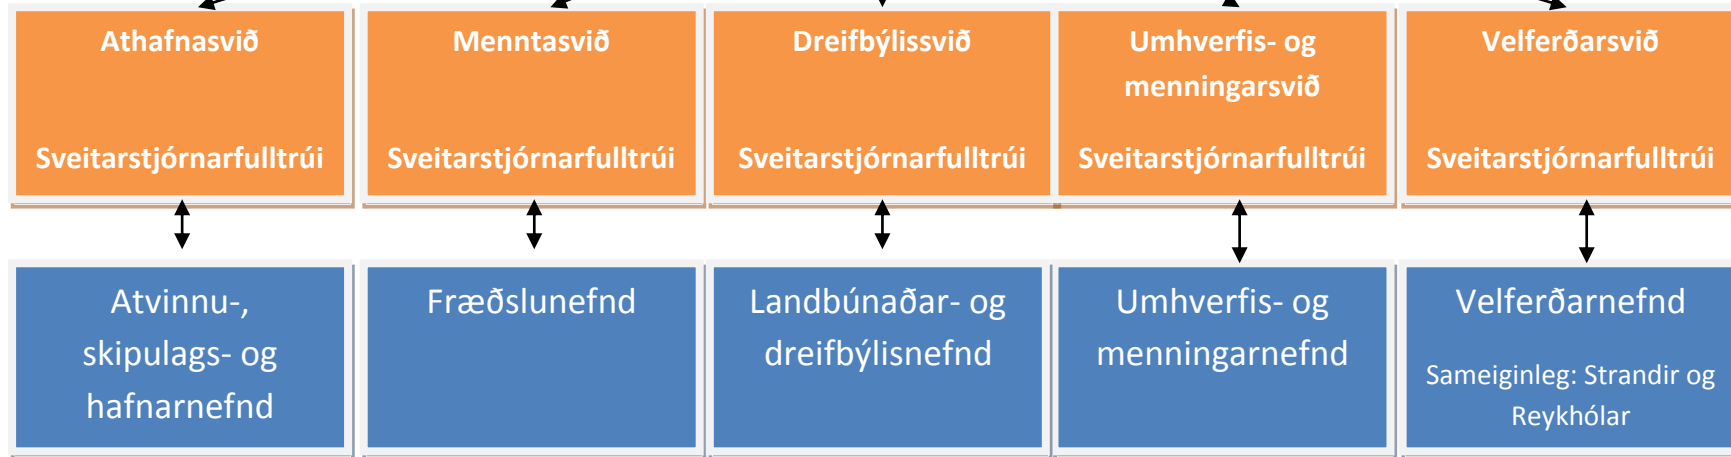 Athafnasvið
Sveitarstjórnarfulltrúi
Menntasvið
Sveitarstjórnarfulltrúi
Dreifbýlissvið
Sveitarstjórnarfulltrúi
Umhverfis- og
menningarsvið
Sveitarstjórnarfulltrúi
Velferðarsvið
Sveitarstjórnarfulltrúi
Atvinnu-,
skipulags- og
hafnarnefnd
Fræðslunefnd
Landbúnaðar- og
dreifbýlisnefnd
Umhverfis- og
menningarnefnd
Velferðarnefnd
Sameiginleg: Strandir og
Reykhólar